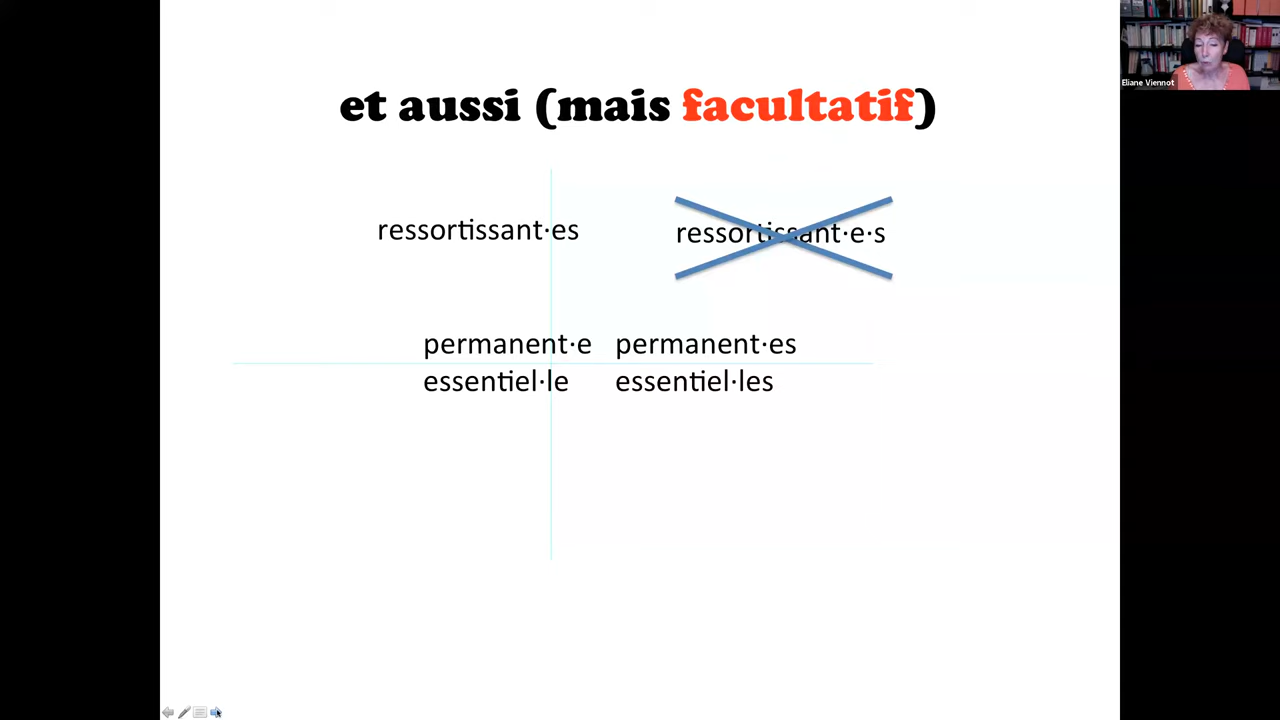 et aussi (mais facultatif)
Eliane Viennot
ressortissant·es
ressortissant·e·s
permanent·e permanent·es
essentiel·le essentiel·les